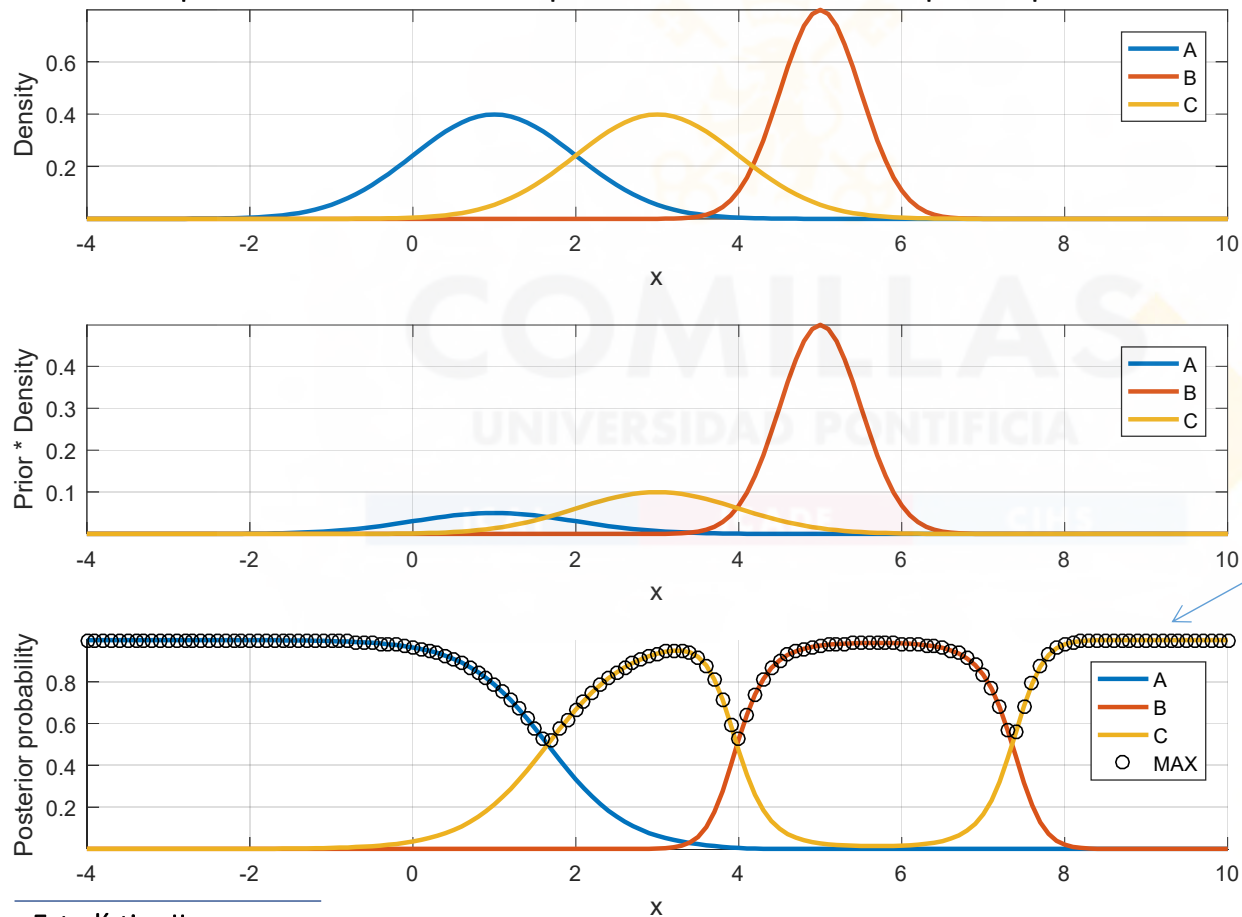 Density
0.6
0.4
0.2
A
B
C
-4 -2 0 2 4 6 8 10
x
COMILLAS
UNIVERSIDAD PONTIFICIA
Prior * Density
0.4
0.3
0.2
0.1
A
B
C
-4 -2 0 2 4 6 8 10
x
Posterior probability
0.8
0.6
0.4
0.2
A
B
C
MAX
-4 -2 0 2 4 6 8 10
x